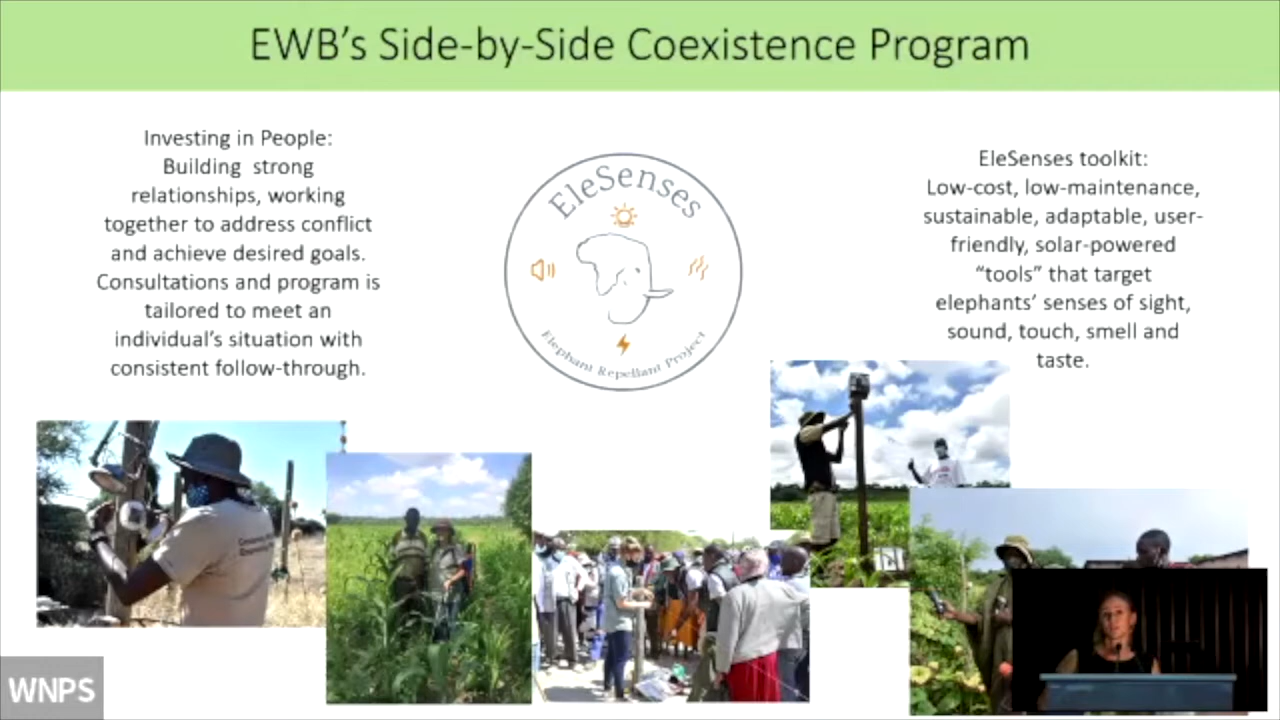 EWB's Side-by-Side Coexistence Program
Investing in People:
Building strong
relationships, working
together to address conflict
and achieve desired goals.
Consultations and program is
tailored to meet an
individual's situation with
consistent follow-through.
EleSenses
Elephant Repellant Project
EleSenses toolkit:
Low-cost, low-maintenance,
sustainable, adaptable, user-
friendly, solar-powered
“tools” that target
elephants' senses of sight,
sound, touch, smell and
taste.
WNPS